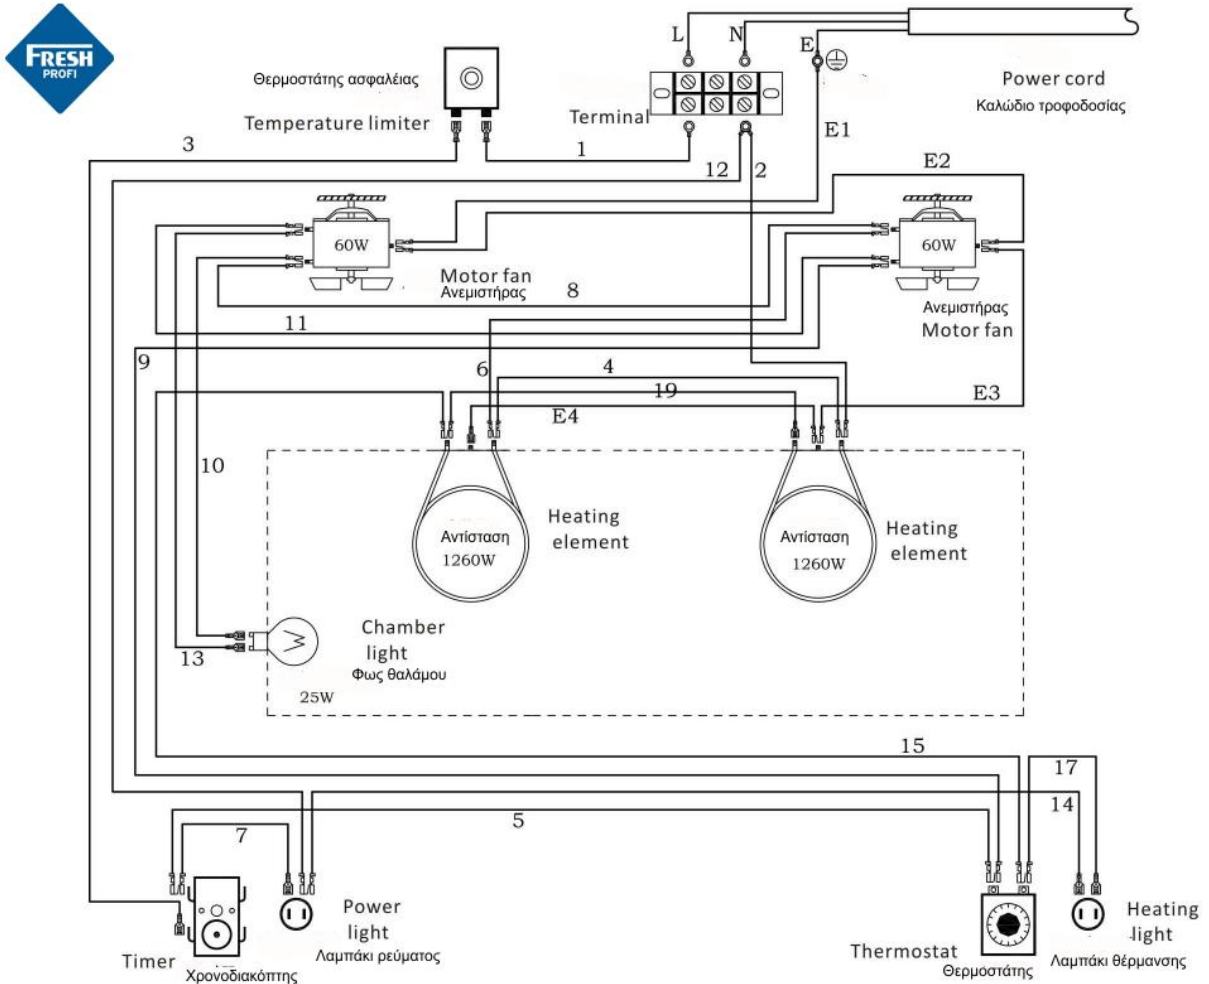 FRESH
PROFI
L
N
E
Θερμοστάτης ασφαλέιας
Temperature limiter
Terminal
Power cord
Καλώδιο τροφοδοσίας
3
1
12
2
E1
E2
60W
60W
Motor fan
Ανεμιστήρας
8
Ανεμιστήρας
Motor fan
11
9
6
4
19
E4
E3
10
Heating
element
Αντίσταση
1260W
Heating
element
Αντίσταση
1260W
Chamber
light
Φως θαλάμου
13
25W
15
17
14
5
7
Power
light
Λαμπάκι ρεύματος
Timer
Χρονοδιακόπτης
Thermostat
Θερμοστάτης
Heating
light
Λαμπάκι θέρμανσης